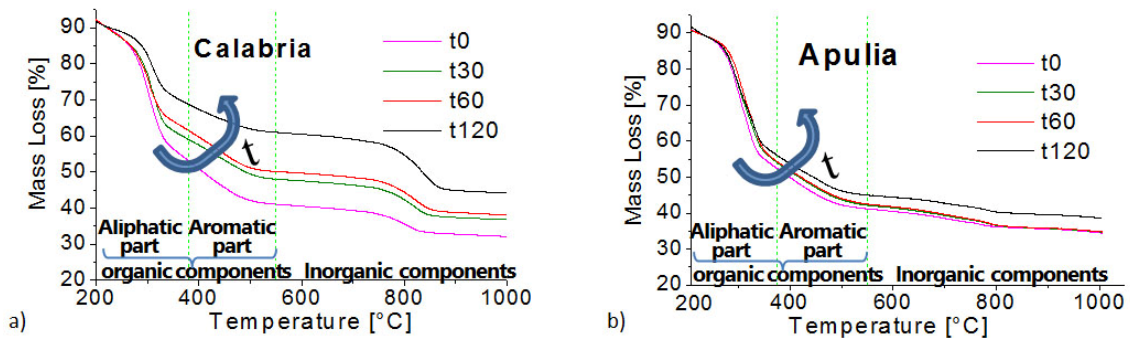 90
80
70
60
50
40
30
20
Mass Loss [%]
Calabria
t0
t30
t60
t120
t
Aliphatic part
Aromatic part
organic components
Inorganic components
200 400 600 800 1000
Temperature [°C]
a)
90
80
70
60
50
40
30
20
Mass Loss [%]
Apulia
t0
t30
t60
t120
t
Aliphatic part
Aromatic part
organic components
Inorganic components
200 400 600 800 1000
Temperature [°C]
b)